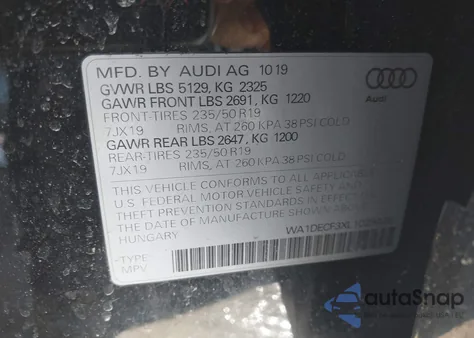 MFD. BY AUDI AG 10 19
GVWR LBS 5129, KG 2325
GAWR FRONT LBS 2691, KG 1220
FRONT-TIRES 235/50 R19
7JX19 RIMS, AT 260 KPA 38 PSI COLD
GAWR REAR LBS 2647, KG 1200
REAR-TIRES 235/50 R19
7JX19 RIMS, AT 260 KPA 38 PSI COLD
THIS VEHICLE CONFORMS TO ALL APPLICABLE
U.S. FEDERAL MOTOR VEHICLE SAFETY AND
THEFT PREVENTION STANDARDS IN EFFECT ON
THE DATE OF MANUFACTURE SHOWN ABOVE
HUNGARY
-TYPE
MPV
Audi
autoSnap